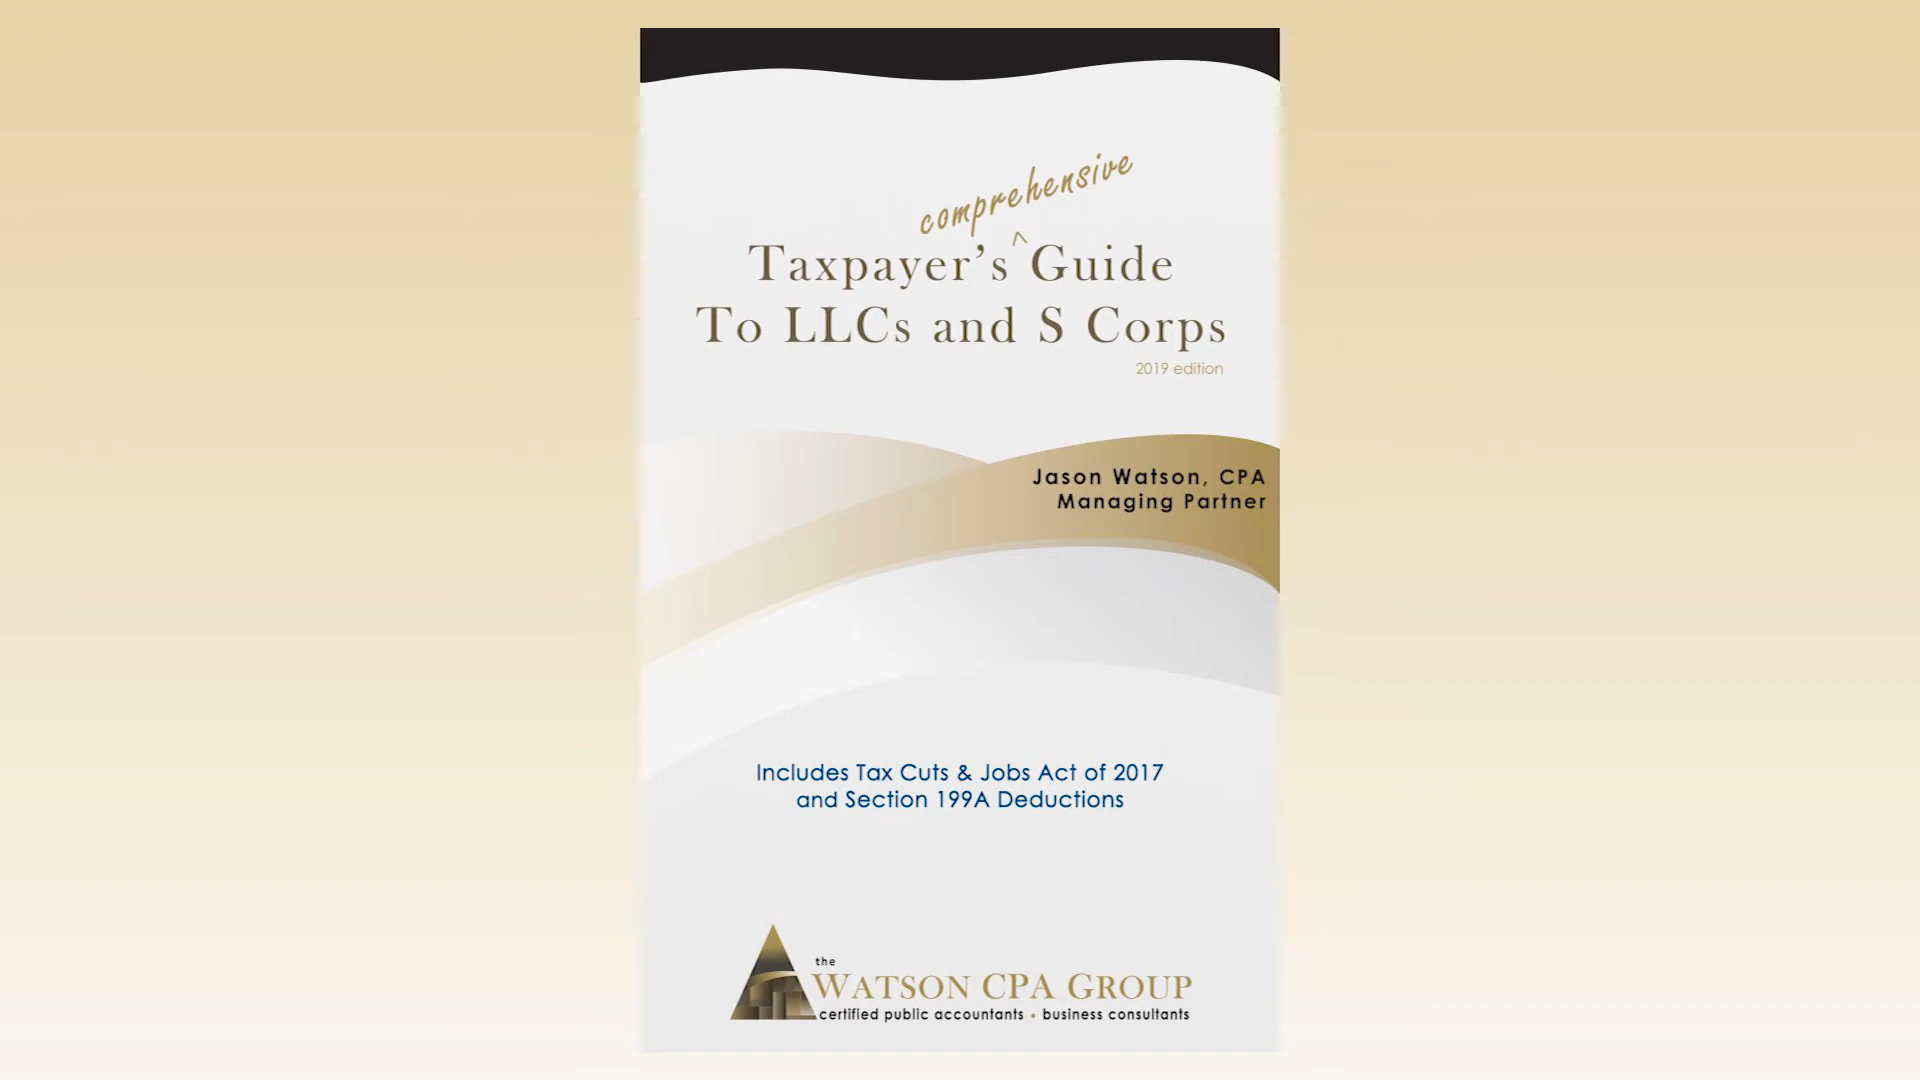 comprehensive
Taxpayer's ^ Guide
To LLCs and S Corps
2019 edition
Jason Watson, CPA
Managing Partner
Includes Tax Cuts & Jobs Act of 2017
and Section 199A Deductions
the
WATSON CPA GROUP
certified public accountants • business consultants